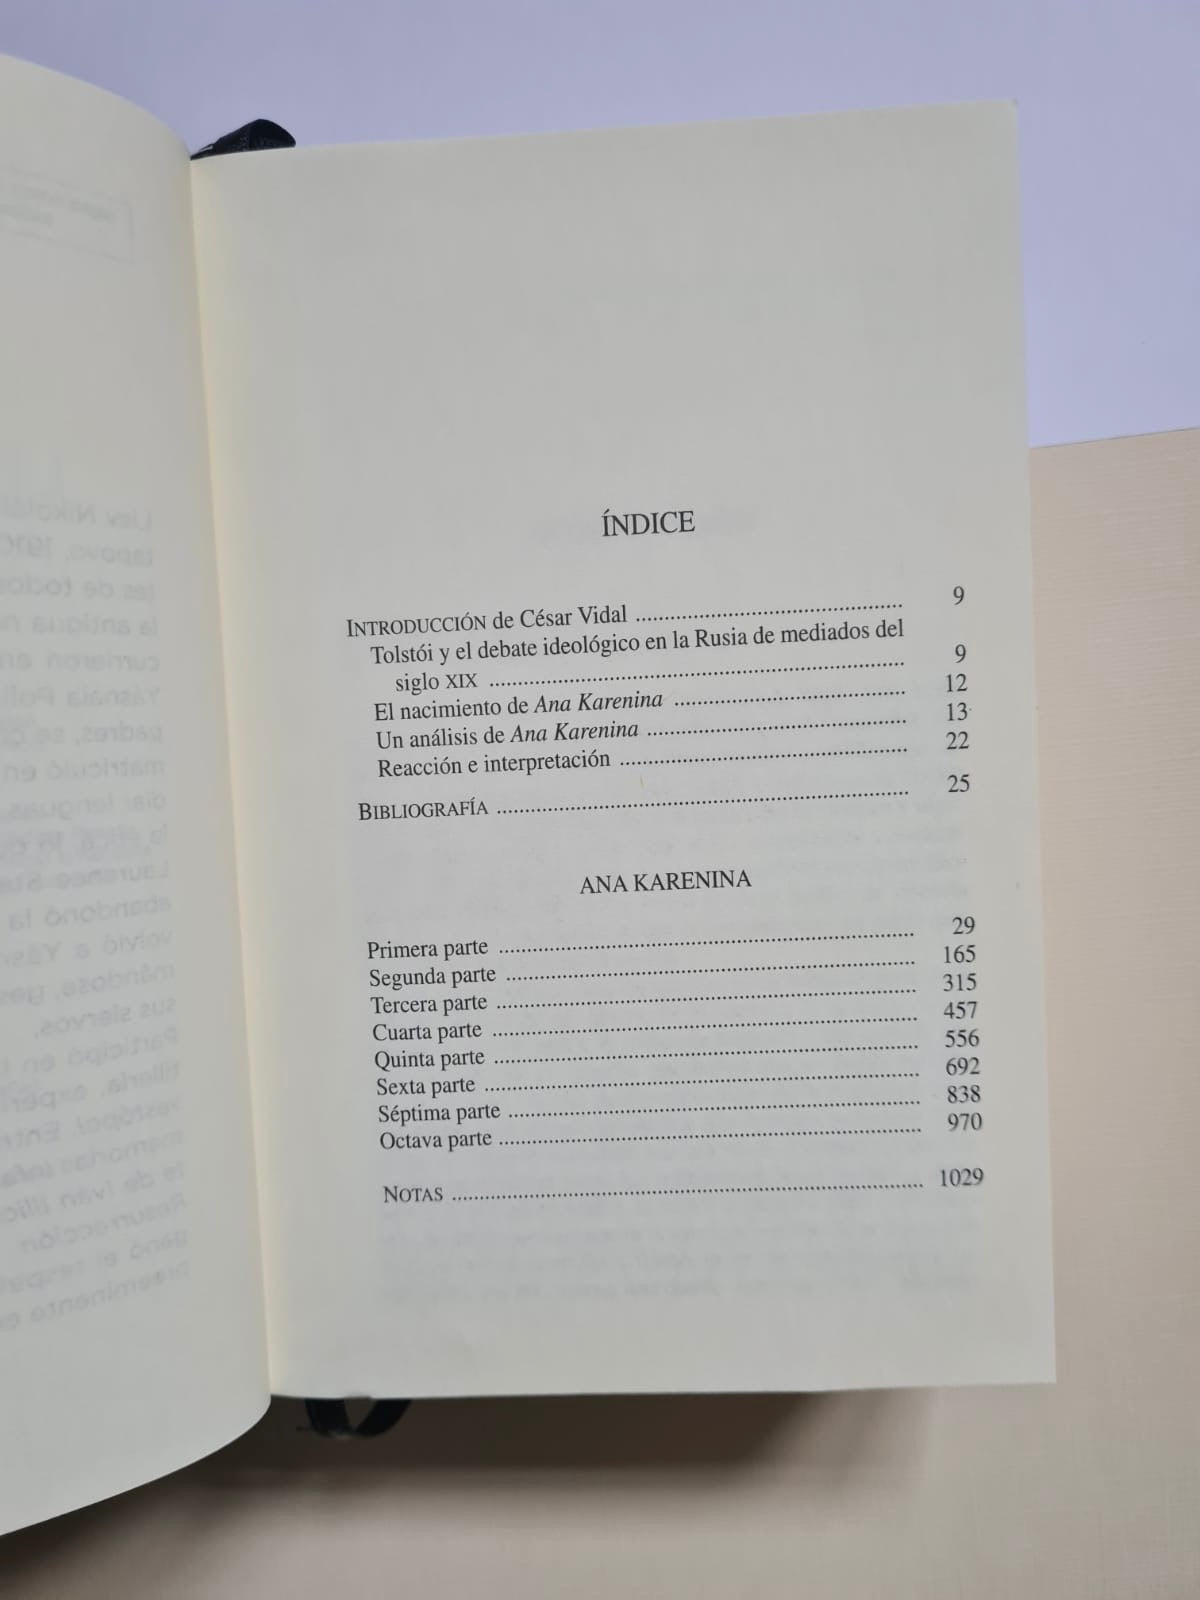 ÍNDICE
INTRODUCCIÓN de César Vidal ........................................ 9
Tolstói y el debate ideológico en la Rusia de mediados del
siglo XIX ........................................ 9
El nacimiento de Ana Karenina ........................................ 12
Un análisis de Ana Karenina ........................................ 13
Reacción e interpretación ........................................ 22
BIBLIOGRAFÍA ........................................ 25
ANA KARENINA
Primera parte ........................................ 29
Segunda parte ........................................ 165
Tercera parte ........................................ 315
Cuarta parte ........................................ 457
Quinta parte ........................................ 556
Sexta parte ........................................ 692
Séptima parte ........................................ 838
Octava parte ........................................ 970
NOTAS ........................................ 1029